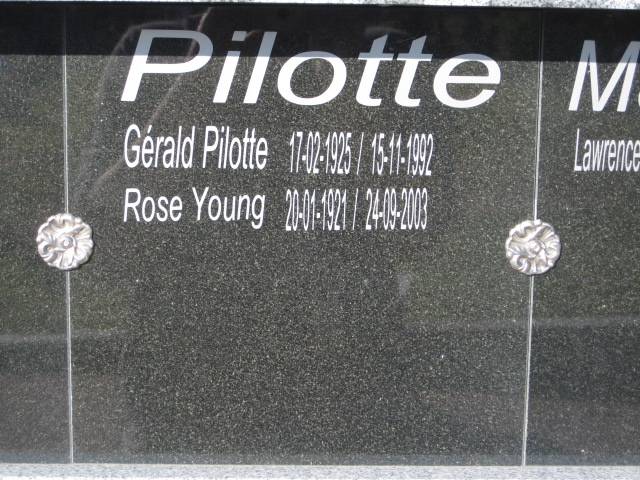 Pilotte
Gérald Pilotte 17-02-1925 / 15-11-1992
Rose Young 20-01-1921 / 24-09-2003
Lawrence